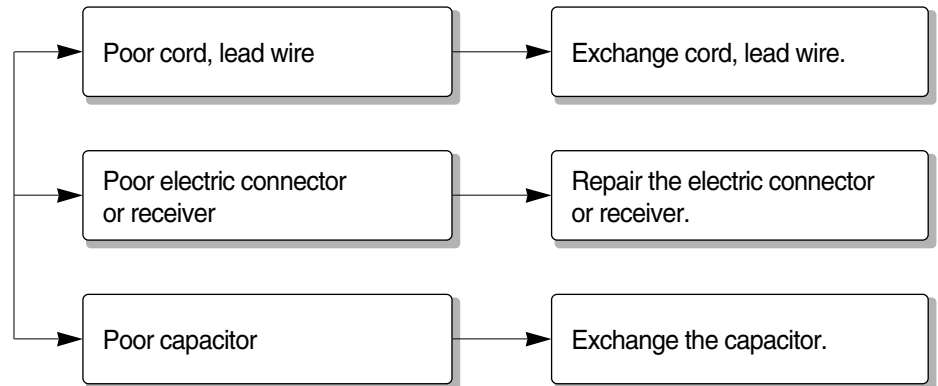 Poor cord, lead wire
Exchange cord, lead wire.
Poor electric connector
or receiver
Repair the electric connector
or receiver.
Poor capacitor
Exchange the capacitor.